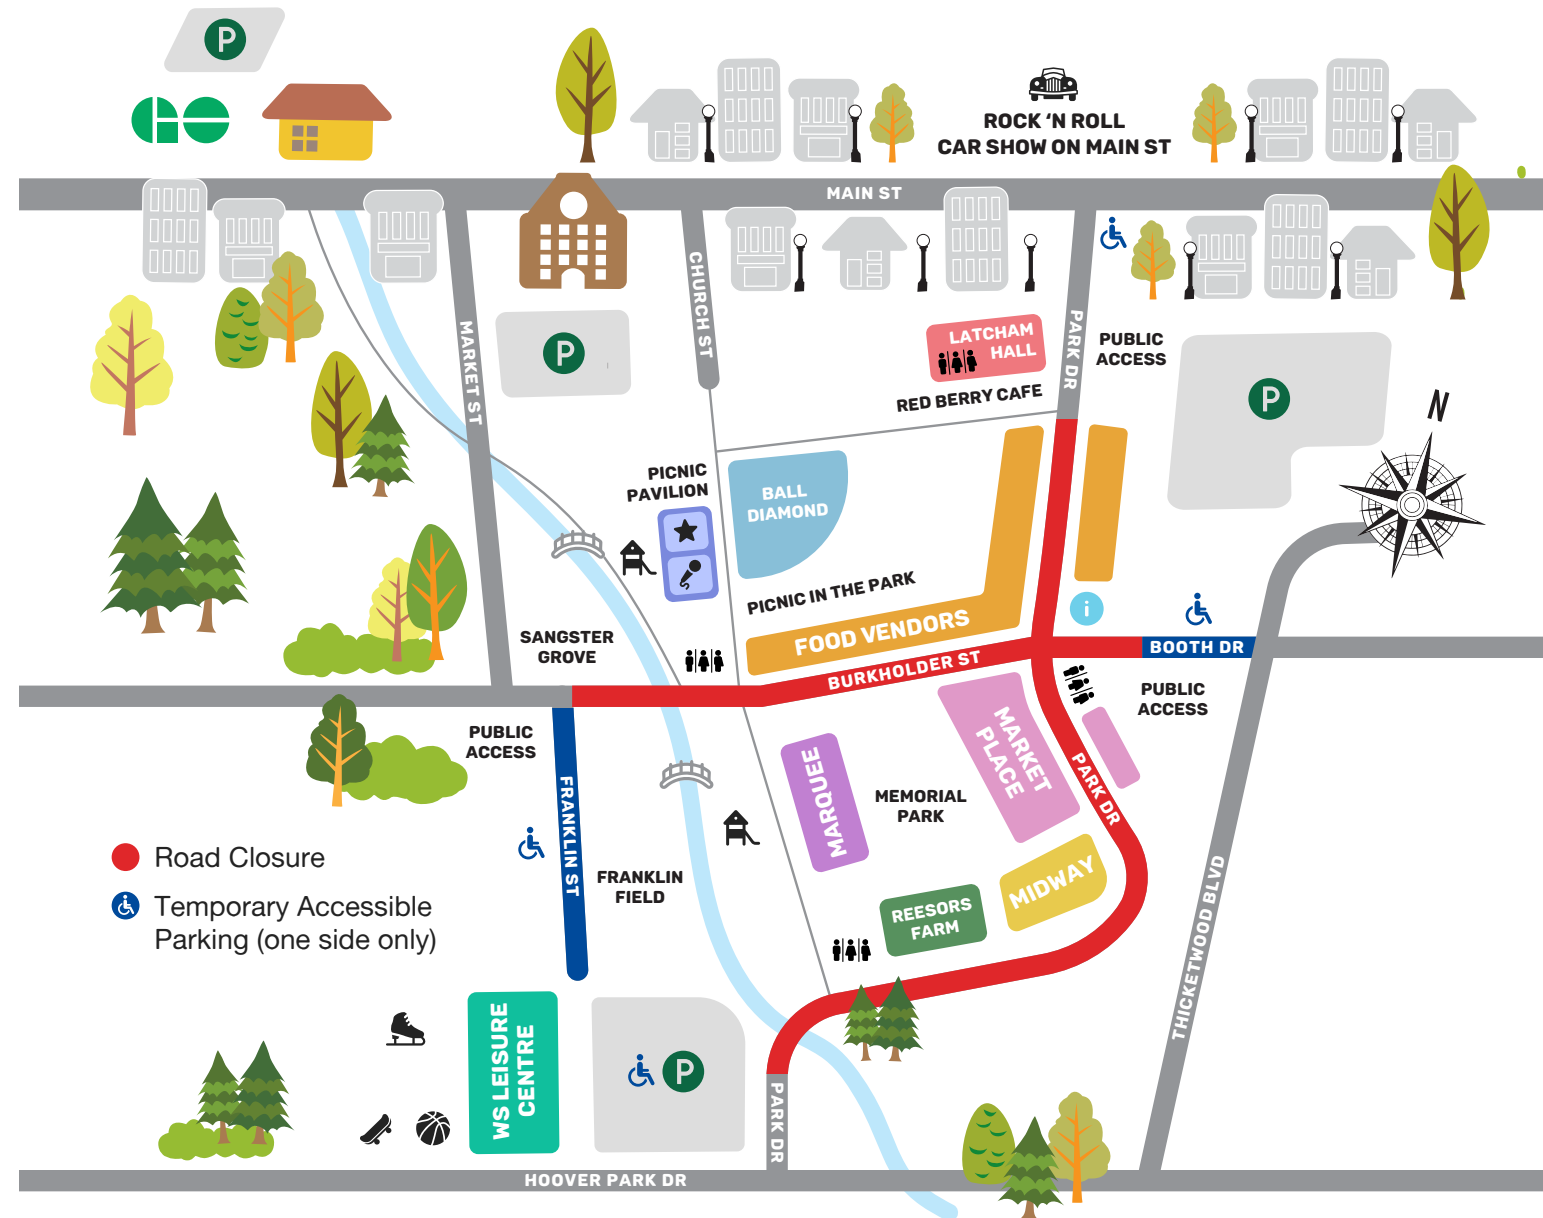 P
GO
ROCK ‘N ROLL
CAR SHOW ON MAIN ST
MAIN ST
MARKET ST
CHURCH ST
PARK DR
P
LATCHAM
HALL
RED BERRY CAFE
PUBLIC
ACCESS
P
N
PICNIC
PAVILION
BALL
DIAMOND
PICNIC IN THE PARK
FOOD VENDORS
i
SANGSTER
GROVE
BURKHOLDER ST
BOOTH DR
PUBLIC
ACCESS
PUBLIC
ACCESS
FRANKLIN ST
MARQUEE
MEMORIAL
PARK
MARKET
PLACE
PARK DR
Road Closure
Temporary Accessible
Parking (one side only)
FRANKLIN
FIELD
REESORS
FARM
MIDWAY
THICKETWOOD BLVD
WS LEISURE
CENTRE
P
PARK DR
HOOVER PARK DR